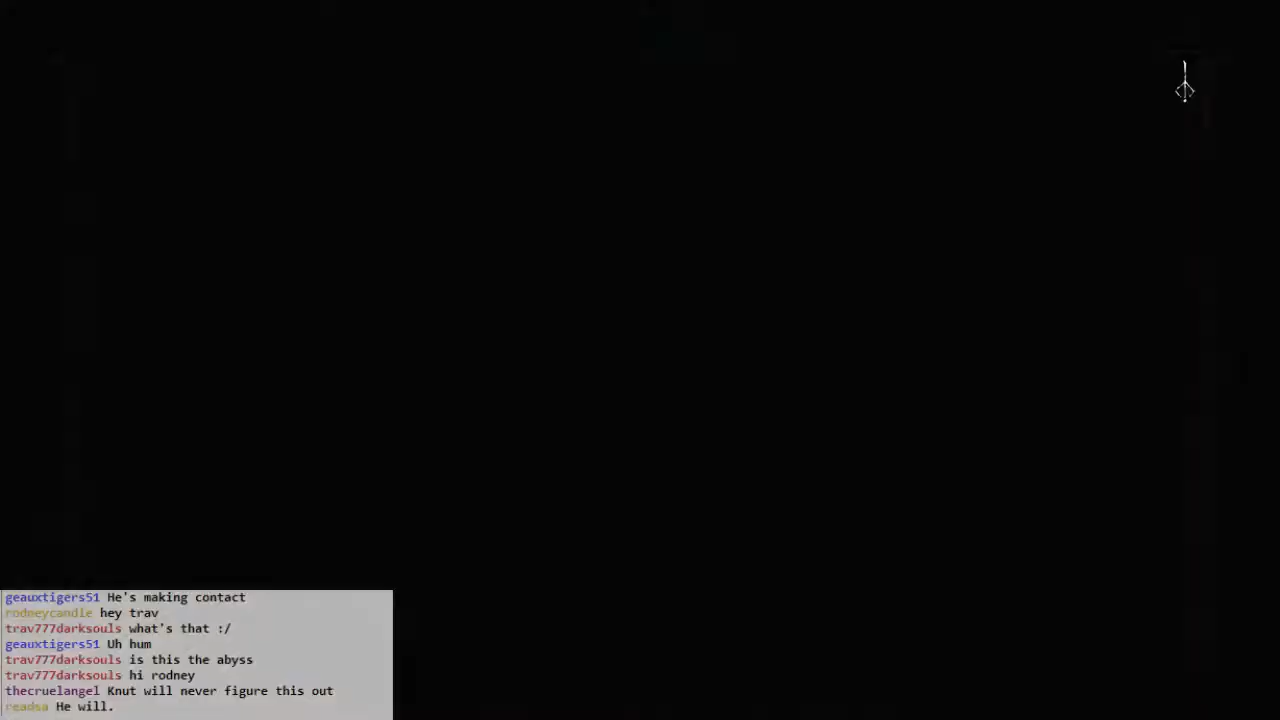 geauxtigers51 He's making contact
rodneycandle hey trav
trav777darksouls what's that :/
geauxtigers51 Uh hum
trav777darksouls is this the abyss
trav777darksouls hi rodney
thecruelangel Knut will never figure this out
readsa He will.